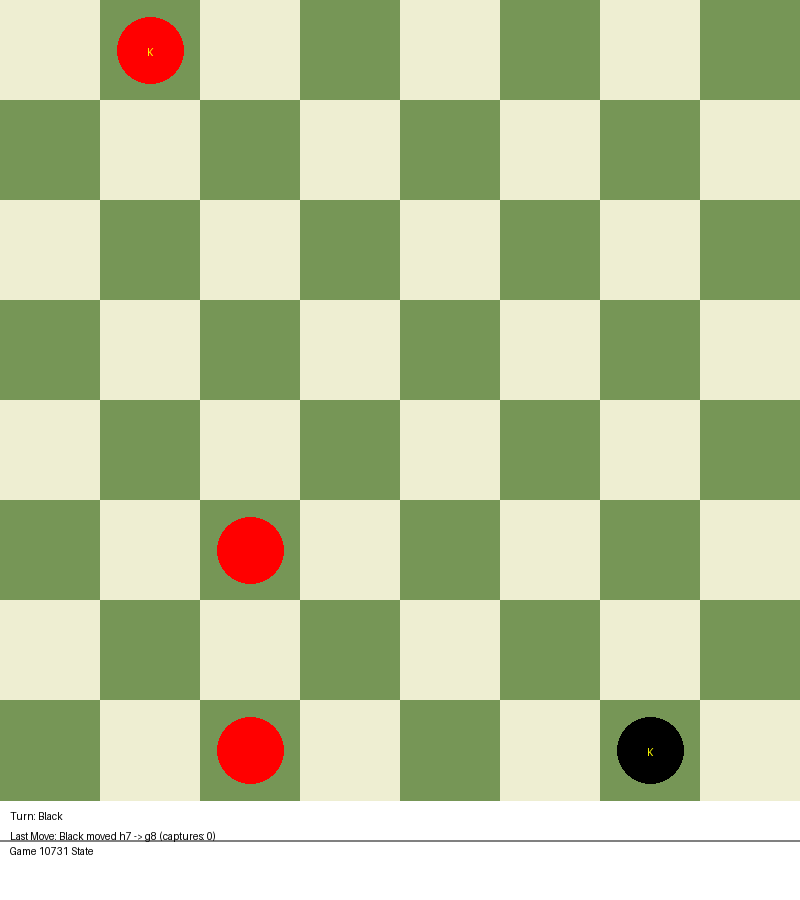 K
K
Turn: Black
Last Move: Black moved h7 -> g8 (captures: 0)
Game 10731 State